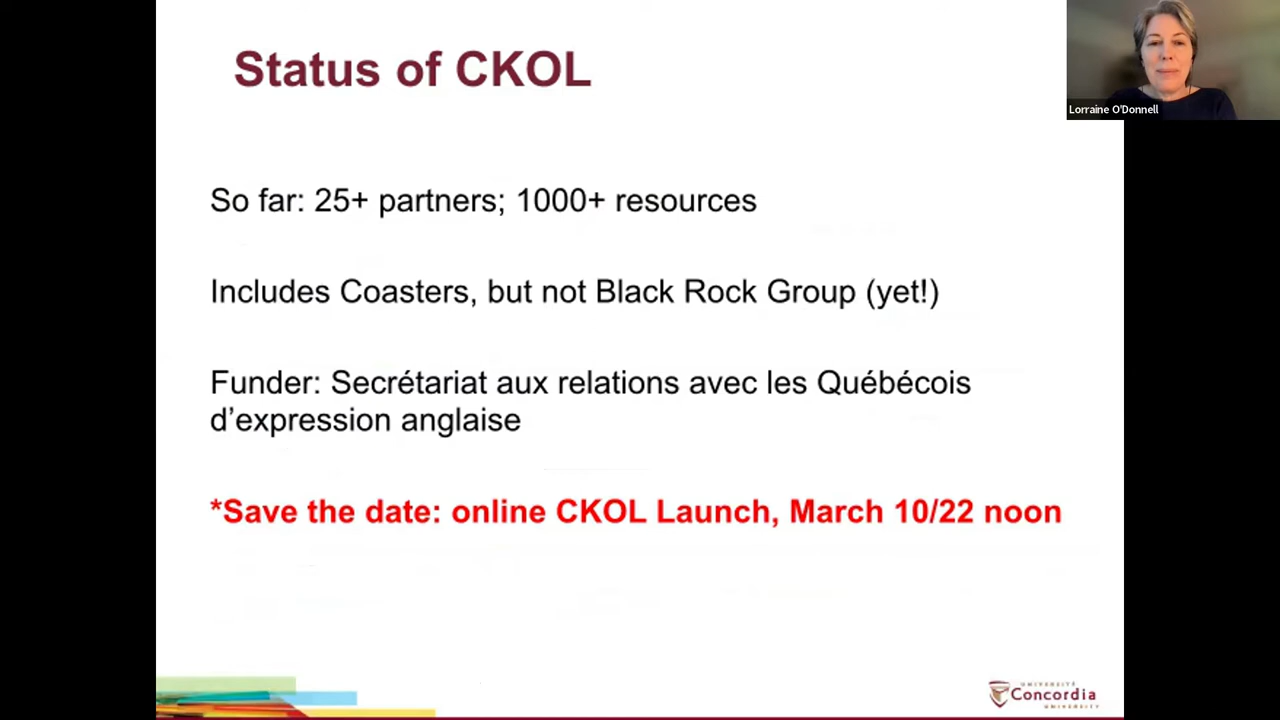 Status of CKOL
Lorraine O'Donnell
So far: 25+ partners; 1000+ resources
Includes Coasters, but not Black Rock Group (yet!)
Funder: Secrétariat aux relations avec les Québécois
d’expression anglaise
*Save the date: online CKOL Launch, March 10/22 noon
UNIVERSITÉ
Concordia
UNIVERSITY